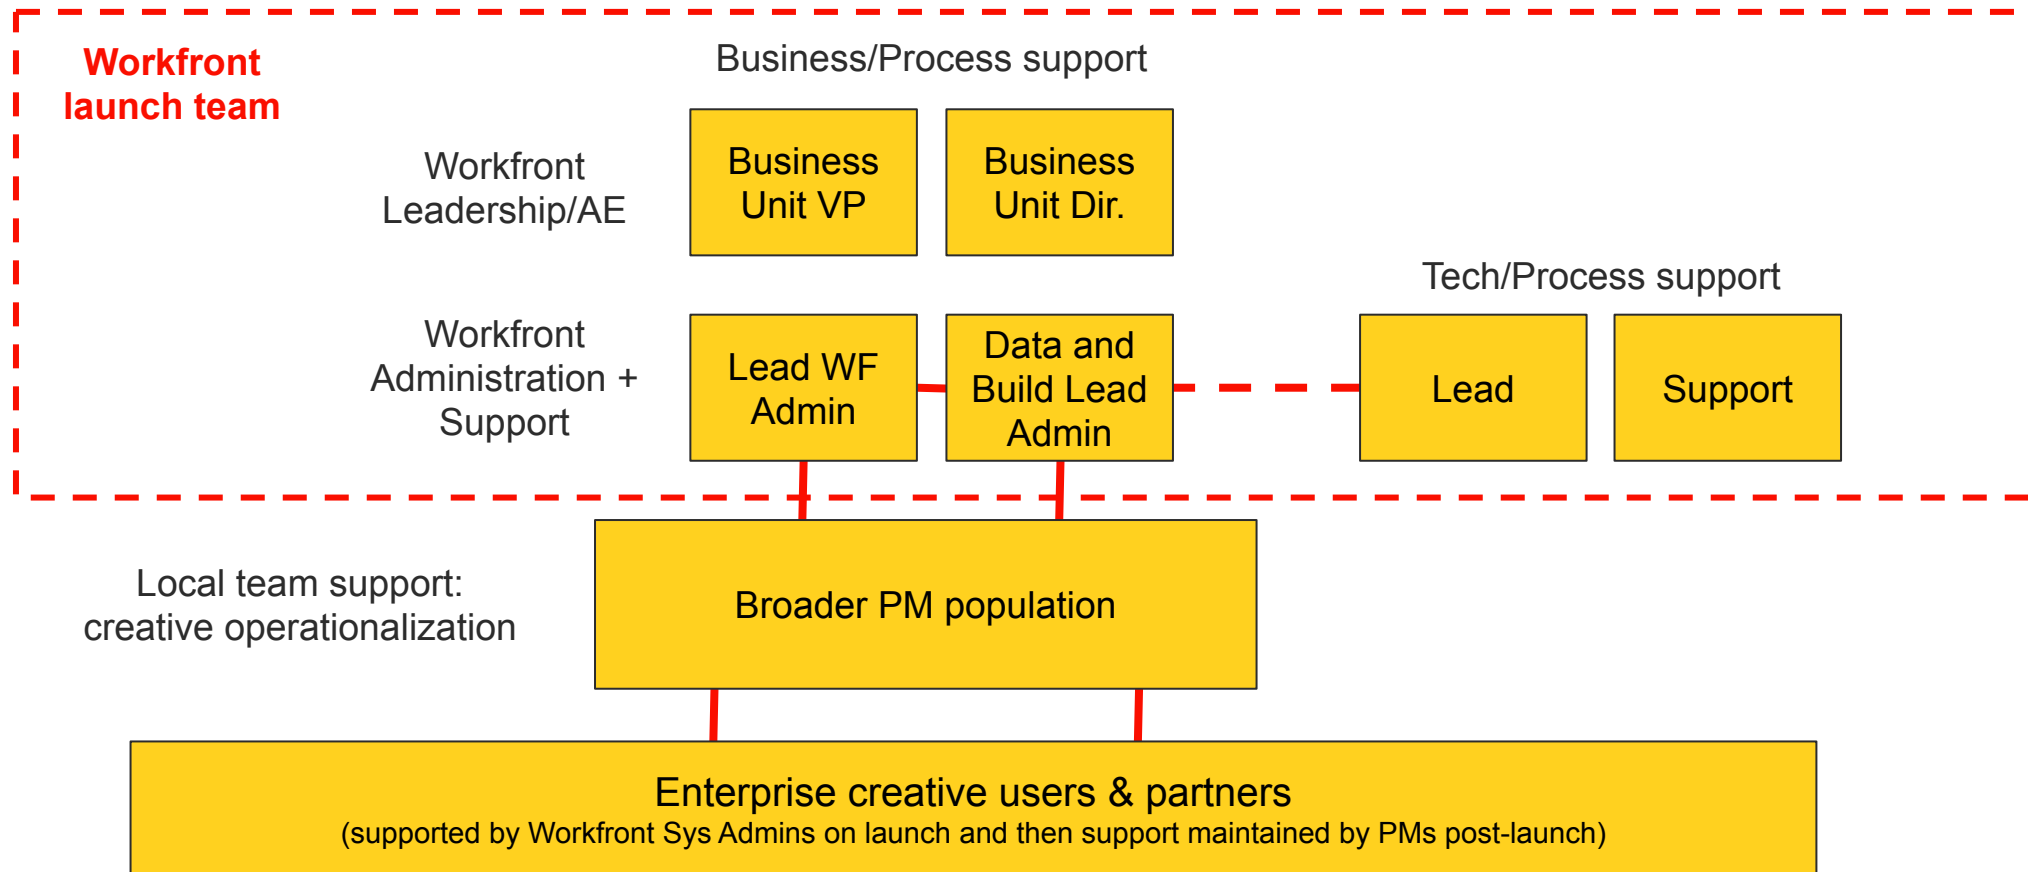 Workfront
launch team
Business/Process support
Workfront
Leadership/AE
Business
Unit VP
Business
Unit Dir.
Tech/Process support
Workfront
Administration +
Support
Lead WF
Admin
Data and
Build Lead
Admin
Lead
Support
Local team support:
creative operationalization
Broader PM population
Enterprise creative users & partners
(supported by Workfront Sys Admins on launch and then support maintained by PMs post-launch)